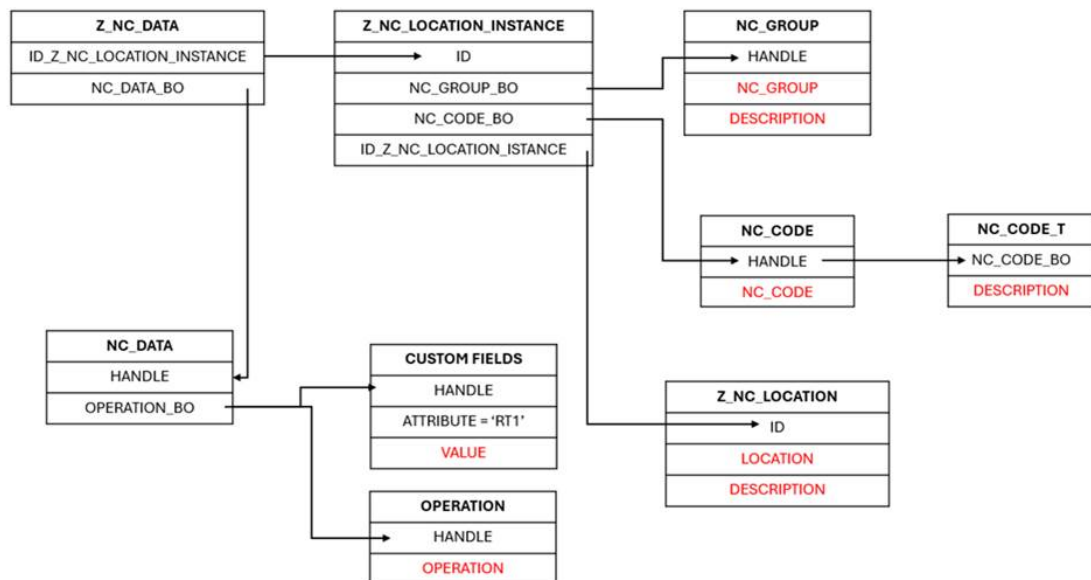 Z_NC_DATA
ID_Z_NC_LOCATION_INSTANCE
NC_DATA_BO
Z_NC_LOCATION_INSTANCE
ID
NC_GROUP_BO
NC_CODE_BO
ID_Z_NC_LOCATION_ISTANCE
NC_GROUP
HANDLE
NC_GROUP
DESCRIPTION
NC_CODE
HANDLE
NC_CODE
NC_CODE_T
NC_CODE_BO
DESCRIPTION
NC_DATA
HANDLE
OPERATION_BO
CUSTOM FIELDS
HANDLE
ATTRIBUTE = ‘RT1’
VALUE
Z_NC_LOCATION
ID
LOCATION
DESCRIPTION
OPERATION
HANDLE
OPERATION